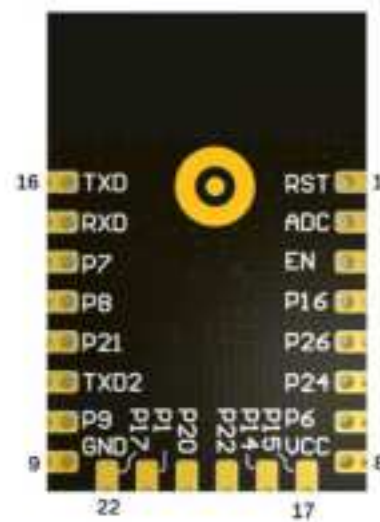 16 TXD RST 1
RXD ADC
P7 EN
P8 P16
P21 P26
TXD2 P24
P9 P6
GND P17 P1 P20 P22 P14 P15 VCC
9 8
22 17